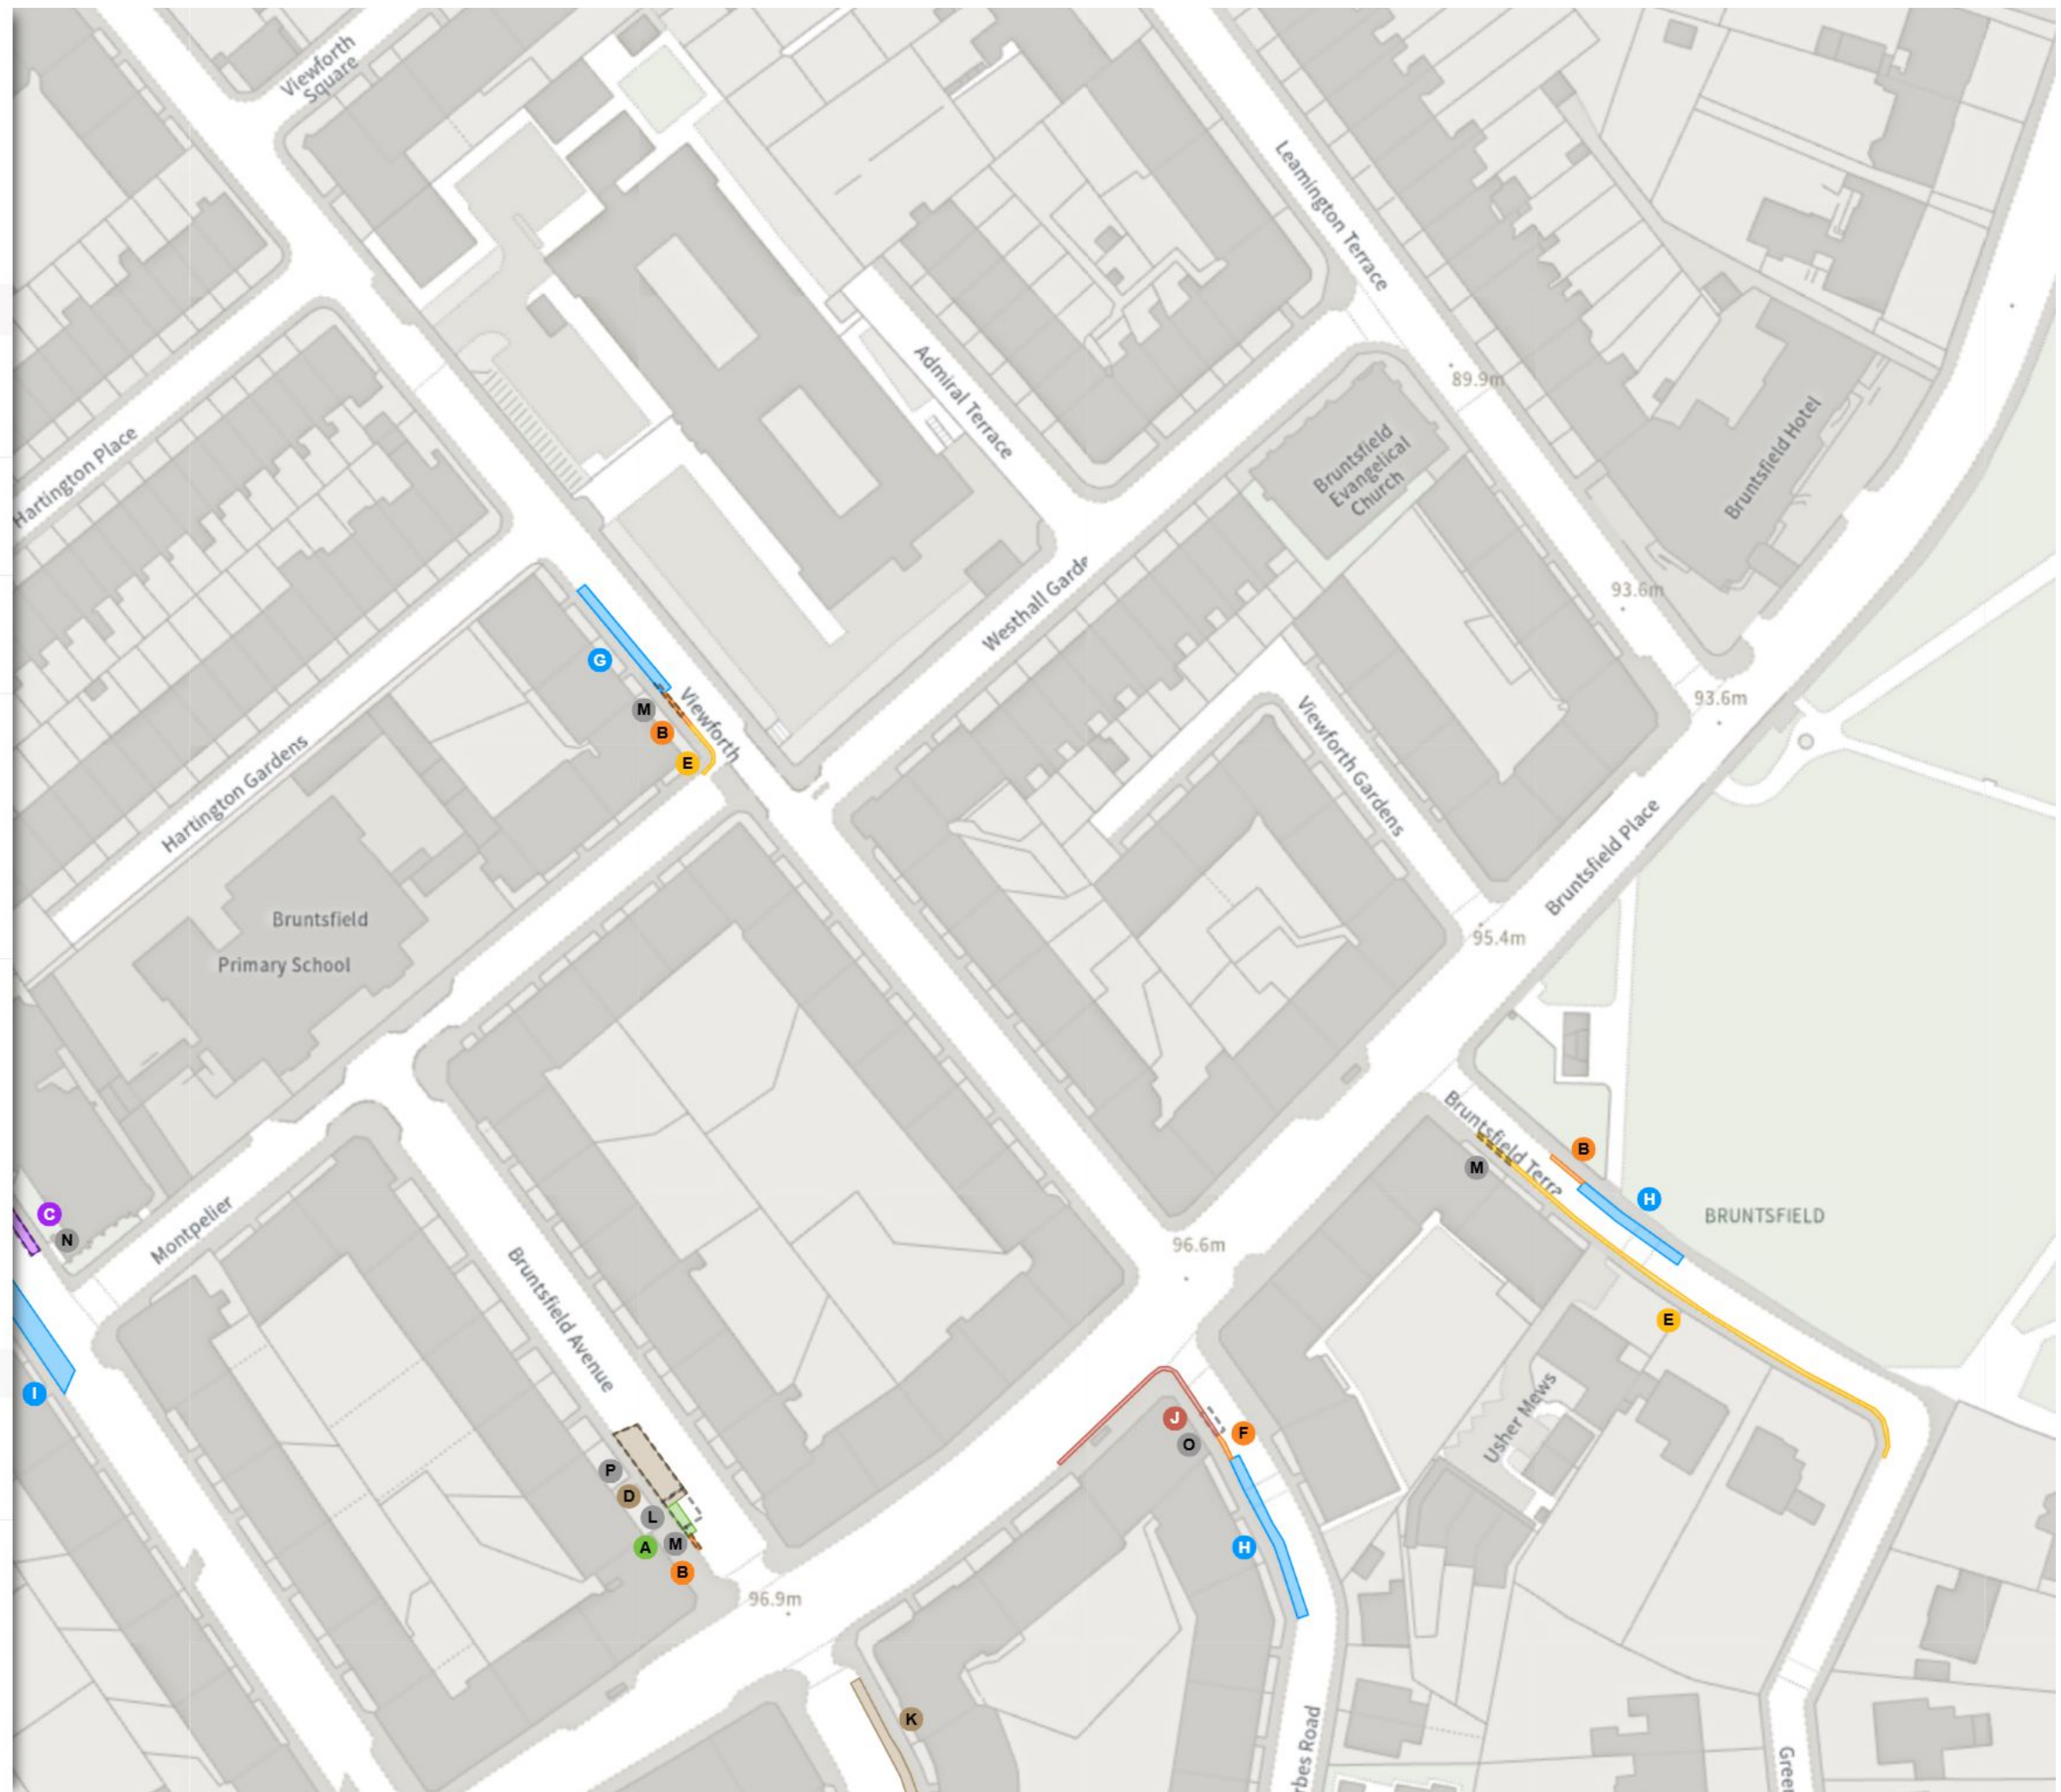 Viewforth
Square
Leamington Terrace
Hartington Place
Admiral Terrace
89.9m
Bruntsfield
Evangelical
Church
Bruntsfield Hotel
Westhall Garde
93.6m
G
Viewforth
M
B
E
93.6m
Viewforth Gardens
Hartington Gardens
Bruntsfield Place
Bruntsfield
Primary School
95.4m
Bruntsfield Terra
B
M
H
BRUNTSFIELD
C
N
Montpelier
96.6m
Bruntsfield Avenue
E
I
Usher Mews
J
F
O
P
D
L
A
M
H
B
96.9m
K
rbes Road
Green